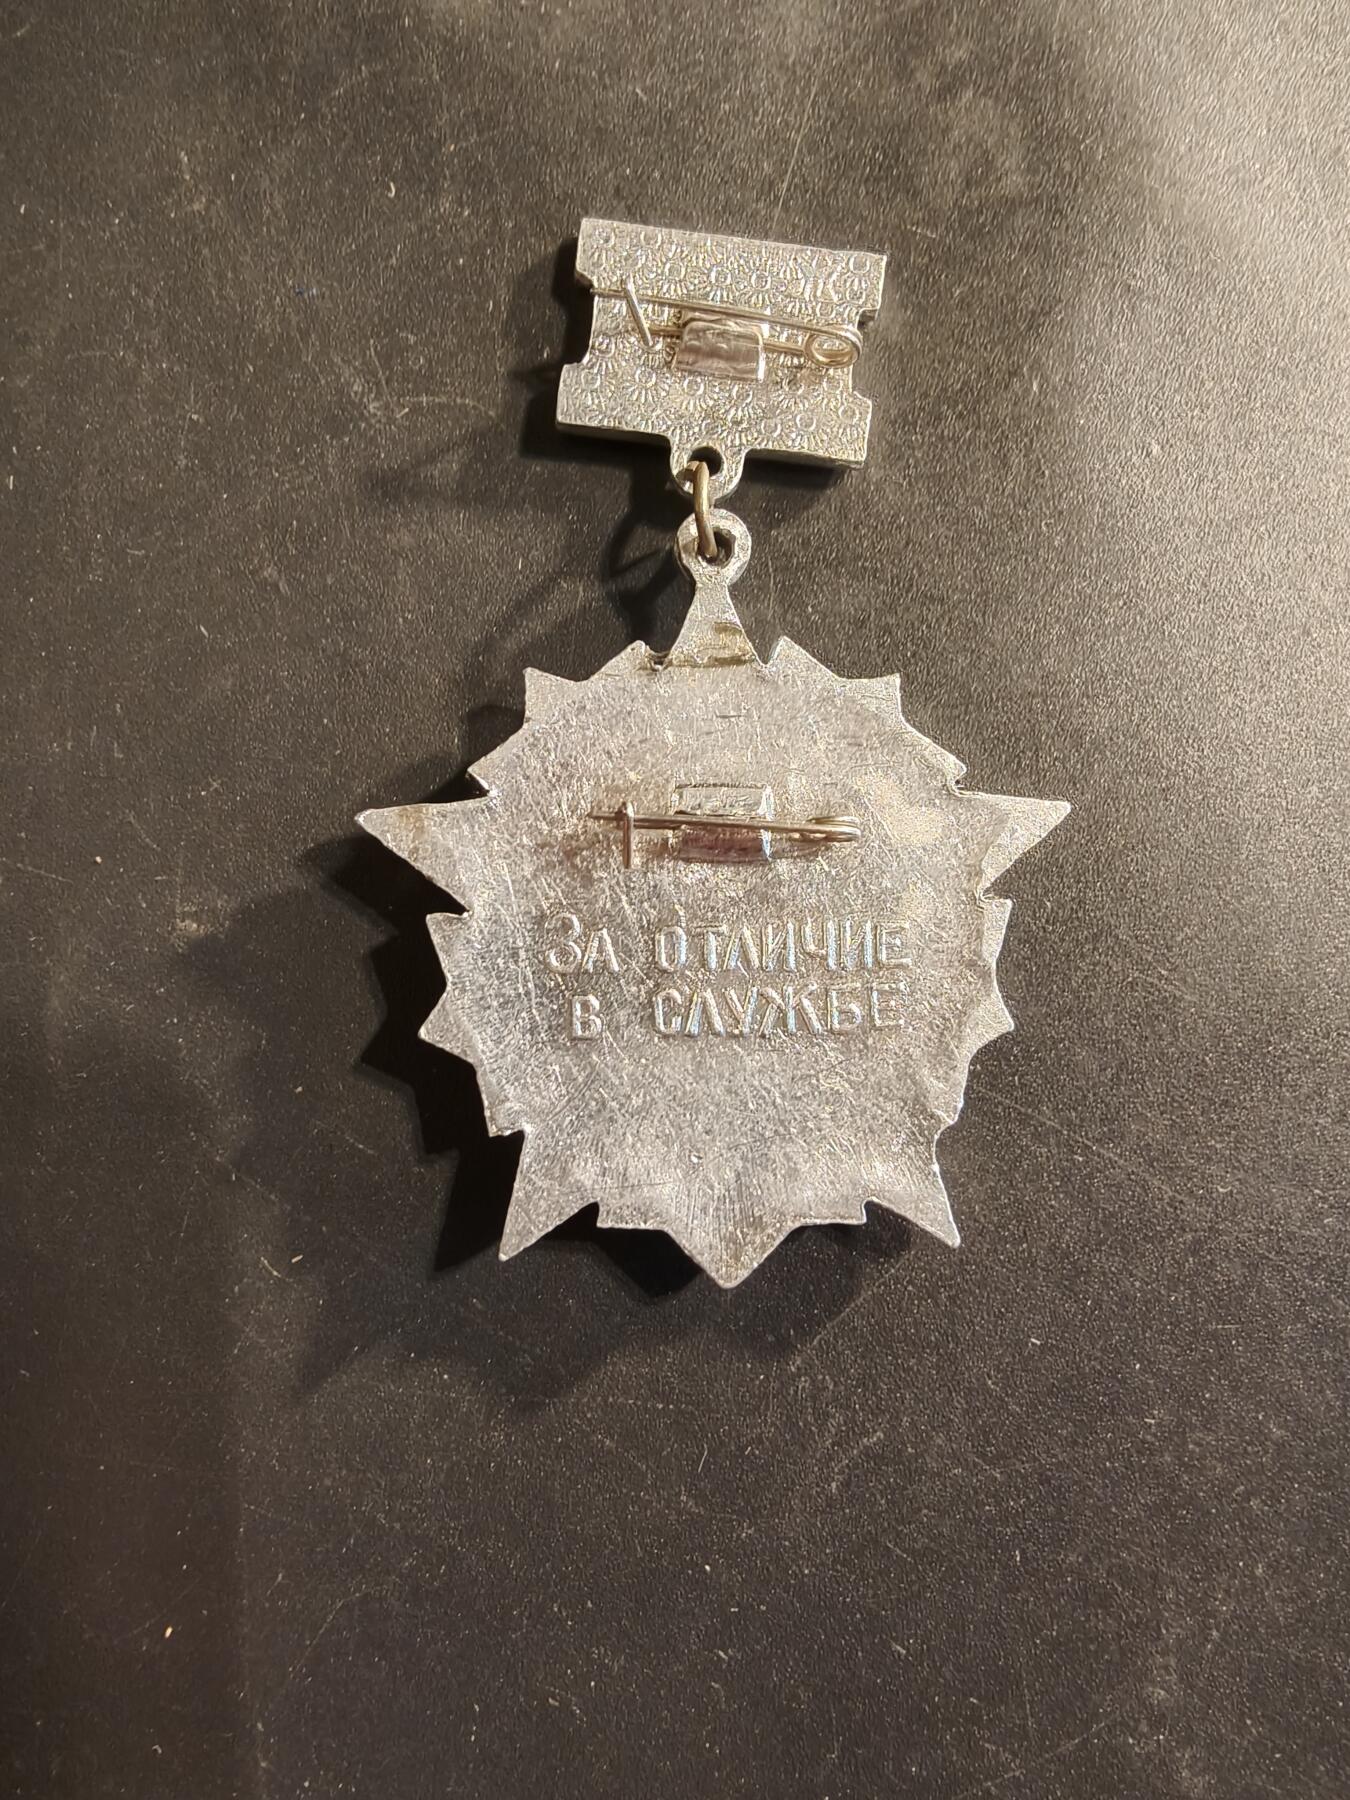 За отличие
в службе